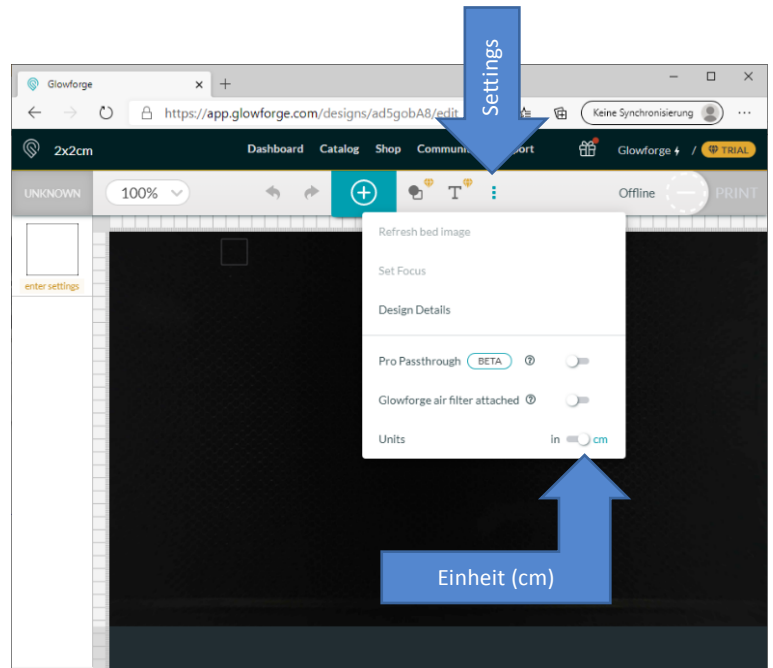 Settings
Glowforge
Keine Synchronisierung
https://app.glowforge.com/designs/ad5gobA8/edit
2x2cm
Dashboard Catalog Shop
Glowforge / TRIAL
UNKNOWN
100%
T
Offline
PRINT
enter settings
Refresh bed image
Set Focus
Design Details
Pro Passthrough BETA ?
Glowforge air filter attached ?
Units in cm
Einheit (cm)